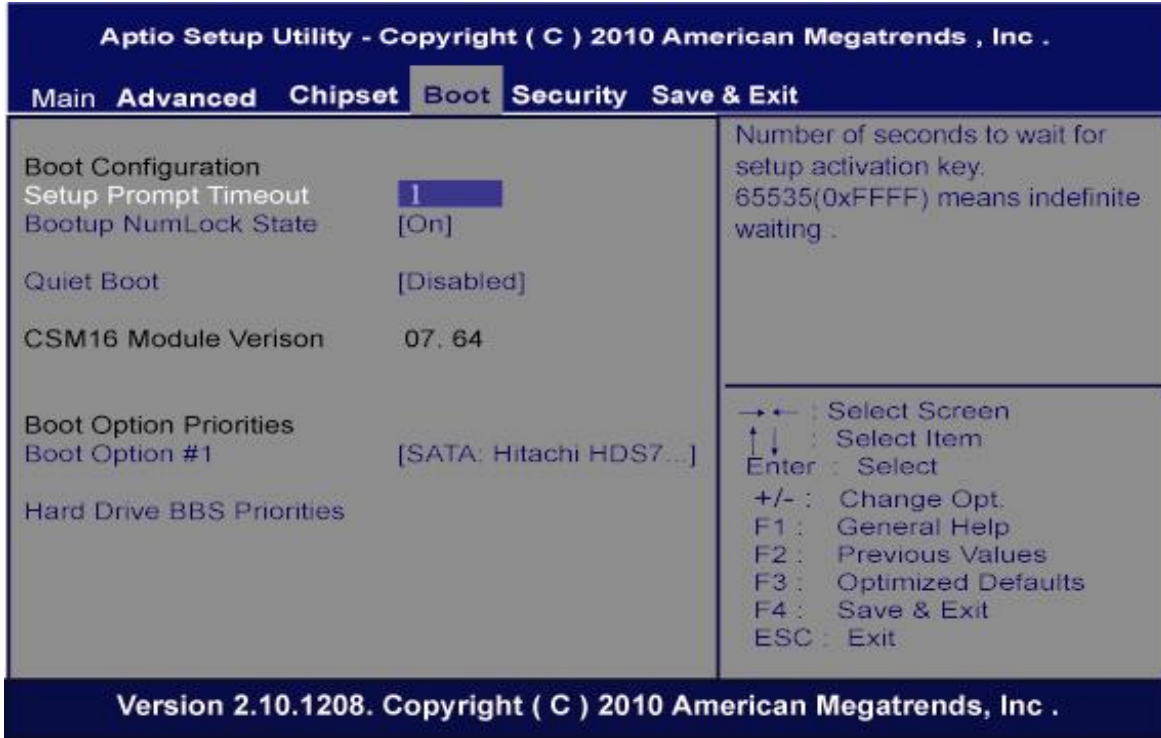 Aptio Setup Utility - Copyright ( C ) 2010 American Megatrends , Inc .
Main Advanced Chipset Boot Security Save & Exit
Boot Configuration
Setup Prompt Timeout 1
Bootup NumLock State [On]
Quiet Boot [Disabled]
CSM16 Module Verison 07. 64
Boot Option Priorities
Boot Option #1 [SATA: Hitachi HDS7...]
Hard Drive BBS Priorities
Number of seconds to wait for
setup activation key.
65535(0xFFFF) means indefinite
waiting .
→← : Select Screen
↑↓ : Select Item
Enter : Select
+/- : Change Opt.
F1 : General Help
F2 : Previous Values
F3 : Optimized Defaults
F4 : Save & Exit
ESC : Exit
Version 2.10.1208. Copyright ( C ) 2010 American Megatrends, Inc .